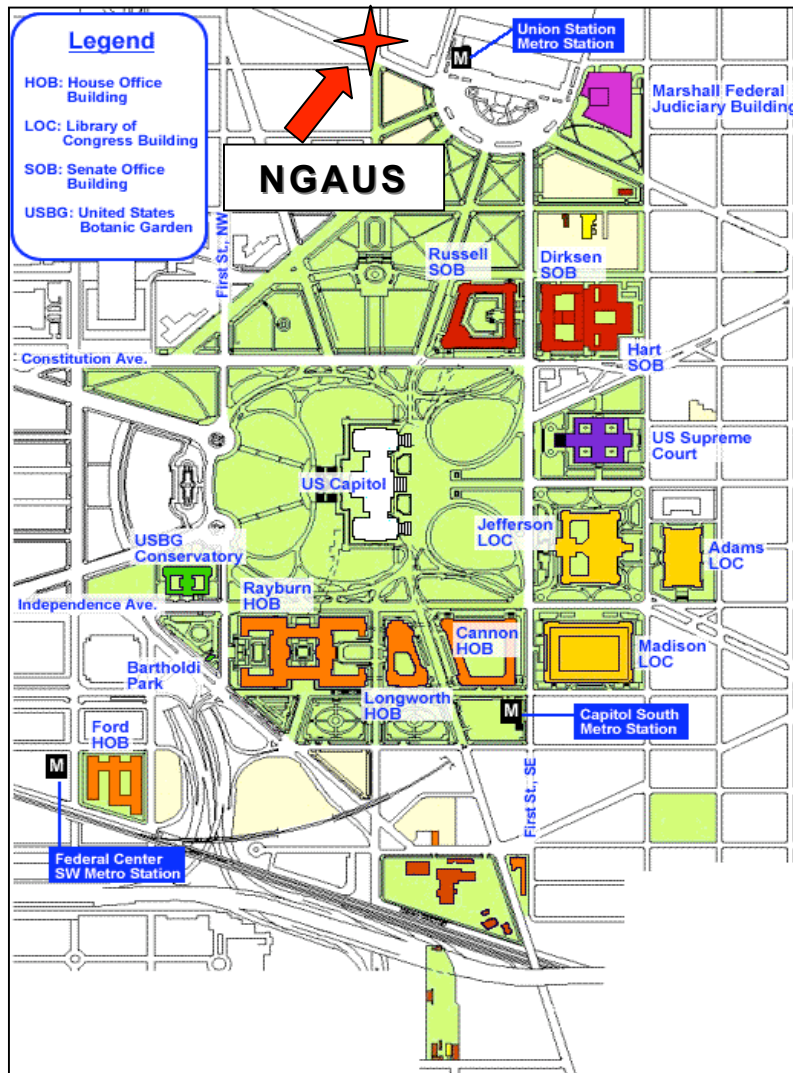 Legend
HOB: House Office
Building
LOC: Library of
Congress Building
SOB: Senate Office
Building
USBG: United States
Botanic Garden
M
Union Station
Metro Station
Marshall Federal
Judiciary Building
NGAUS
First St., NW
Russell
SOB
Dirksen
SOB
Constitution Ave.
Hart
SOB
US Supreme
Court
US Capitol
Jefferson
LOC
Adams
LOC
USBG
Conservatory
Independence Ave.
Rayburn
HOB
Cannon
HOB
Madison
LOC
Bartholdi
Park
Longworth
HOB
M
Capitol South
Metro Station
Ford
HOB
M
First St., SE
Federal Center
SW Metro Station